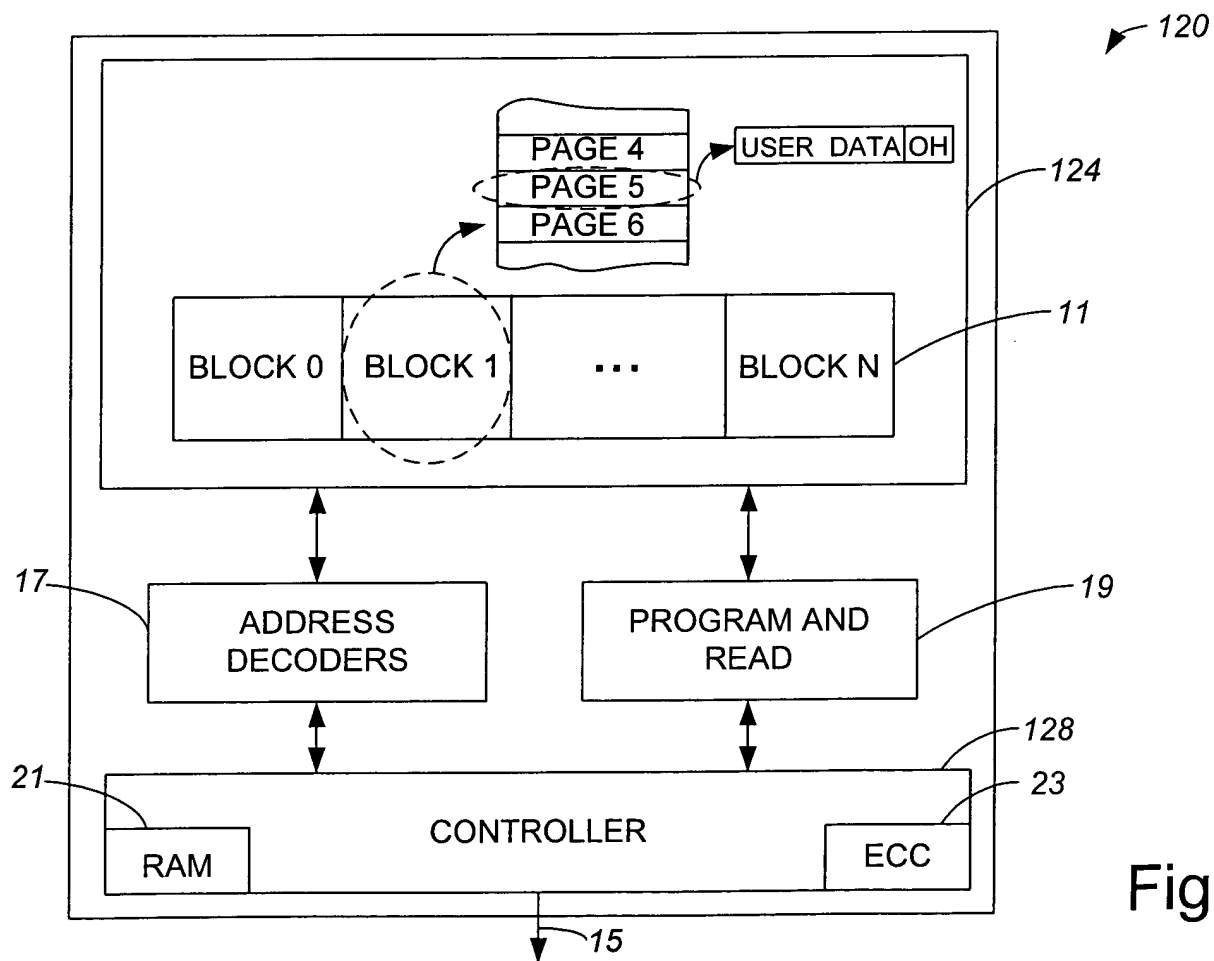 120
PAGE 4
USER DATA OH
PAGE 5
124
PAGE 6
11
BLOCK 0 BLOCK 1 ... BLOCK N
17
19
ADDRESS
DECODERS
PROGRAM AND
READ
128
21
23
CONTROLLER
RAM
ECC
Fig
15